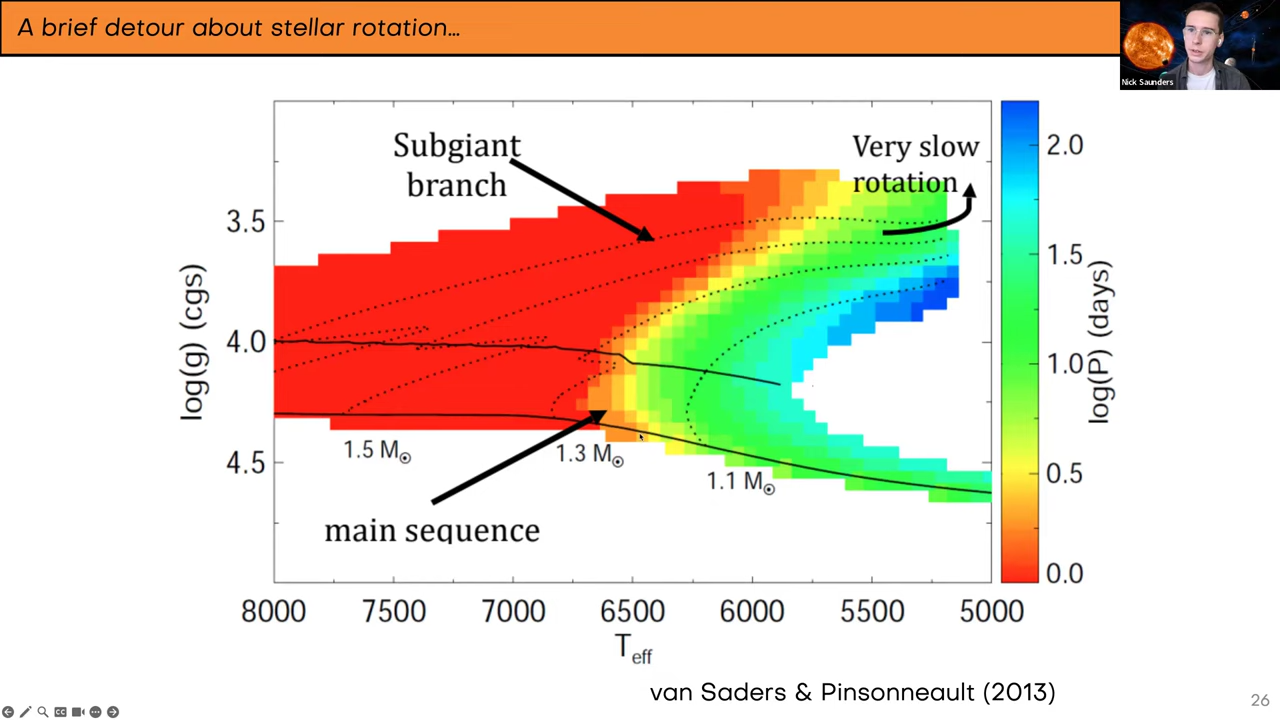 A brief detour about stellar rotation...
Nick Saunders
Subgiant
branch
Very slow
rotation
3.5
4.0
4.5
log(g) (cgs)
1.5 M⊙
1.3 M⊙
1.1 M⊙
main sequence
2.0
1.5
1.0
0.5
0.0
log(P) (days)
8000 7500 7000 6500 6000 5500 5000
Teff
van Saders & Pinsonneault (2013)
26
CC